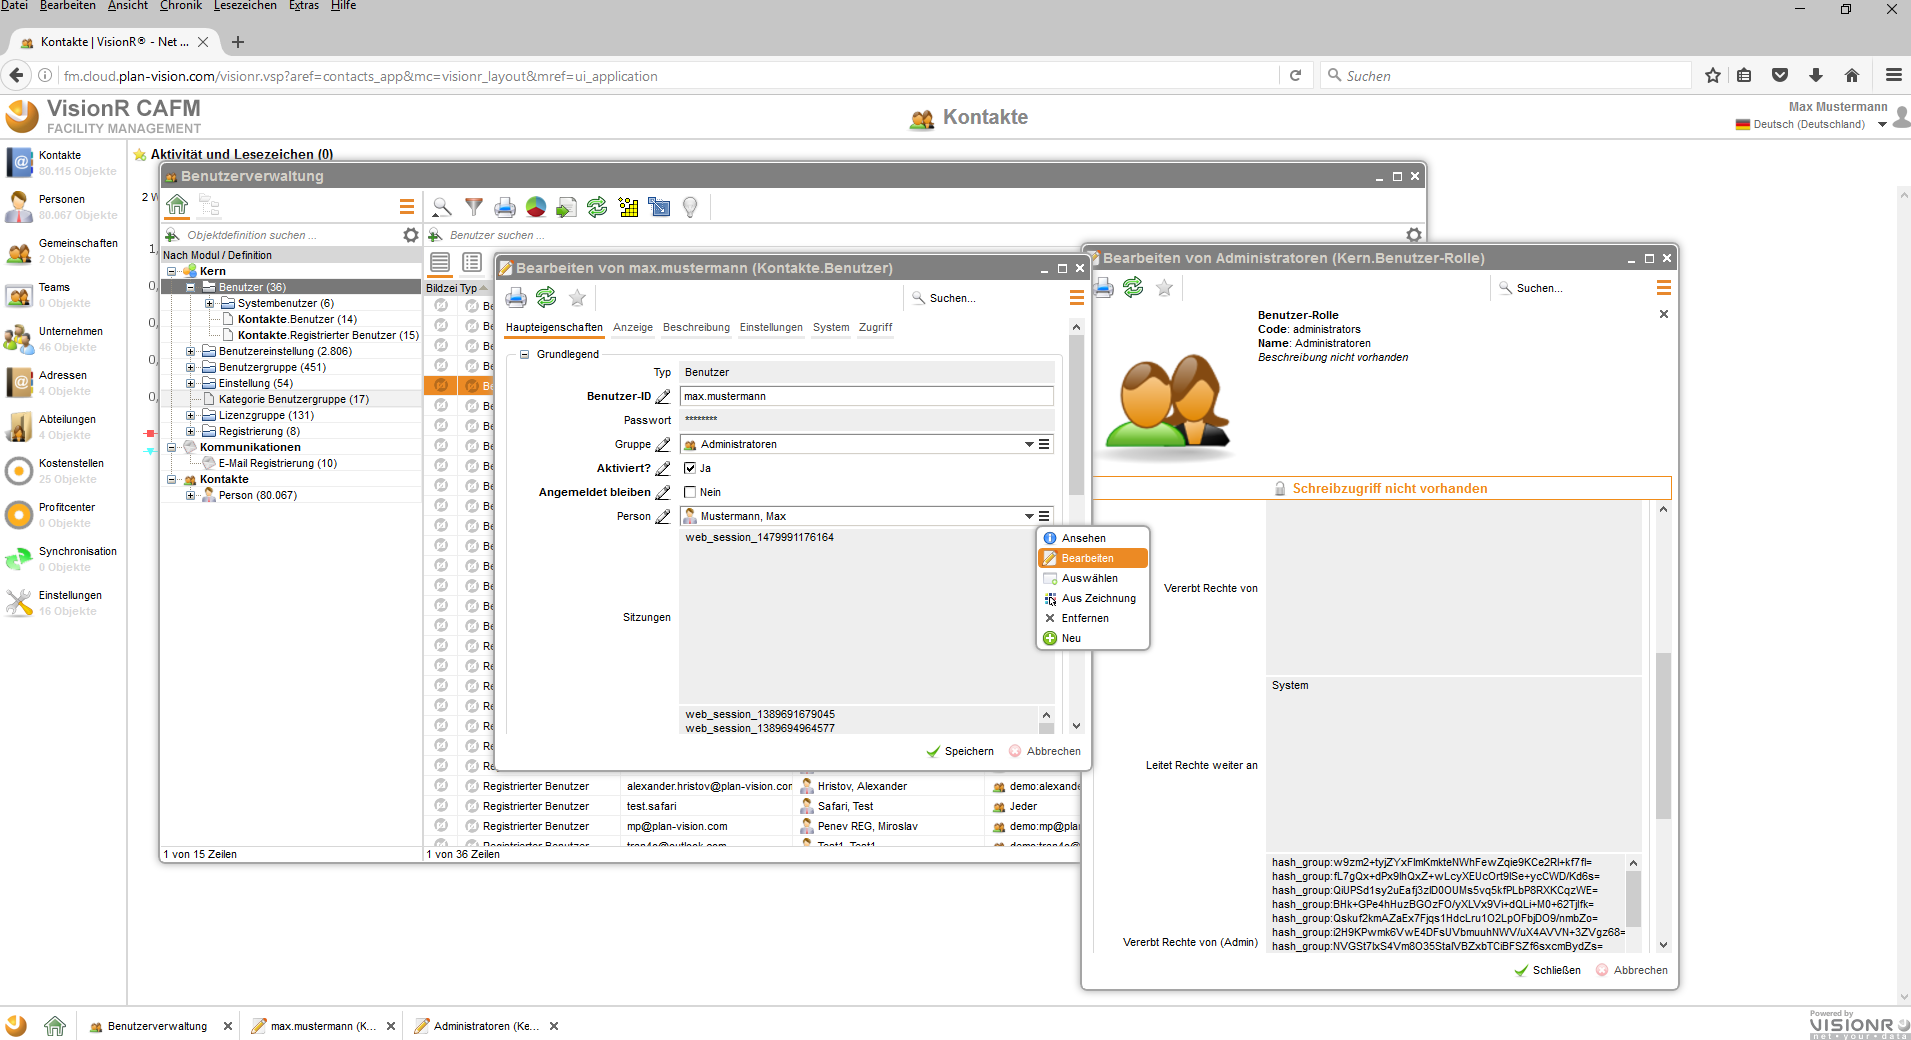 Datei Bearbeiten Ansicht Chronik Lesezeichen Extras Hilfe
Kontakte | VisionR® - Net ...
fm.cloud.plan-vision.com/visionr.vsp?aref=contacts_app&mc=visionr_layout&mref=ui_application
Suchen
VisionR CAFM
FACILITY MANAGEMENT
Kontakte
Max Mustermann
Deutsch (Deutschland)
Kontakte
80.115 Objekte
Personen
80.067 Objekte
Gemeinschaften
2 Objekte
Teams
0 Objekte
Unternehmen
46 Objekte
Adressen
4 Objekte
Abteilungen
4 Objekte
Kostenstellen
25 Objekte
Profitcenter
0 Objekte
Synchronisation
0 Objekte
Einstellungen
16 Objekte
Aktivität und Lesezeichen (0)
Benutzerverwaltung
Objektdefinition suchen ...
Benutzer suchen ...
Nach Modul / Definition
Kern
Benutzer (36)
Systembenutzer (6)
Kontakte.Benutzer (14)
Kontakte.Registrierter Benutzer (15)
Benutzereinstellung (2.806)
Benutzergruppe (451)
Einstellung (54)
Kategorie Benutzergruppe (17)
Lizenzgruppe (131)
Registrierung (8)
Kommunikationen
E-Mail Registrierung (10)
Kontakte
Person (80.067)
1 von 15 Zeilen
Bildzei Typ
Registrierter Benutzer alexander.hristov@plan-vision.cor Hristov, Alexander demo:alexande
Registrierter Benutzer test.safari Safari, Test Jeder
Registrierter Benutzer mp@plan-vision.com Penev REG, Miroslav demo:mp@pla
1 von 36 Zeilen
Bearbeiten von max.mustermann (Kontakte.Benutzer)
Suchen...
Haupteigenschaften Anzeige Beschreibung Einstellungen System Zugriff
Grundlegend
Typ Benutzer
Benutzer-ID max.mustermann
Passwort ********
Gruppe Administratoren
Aktiviert? Ja
Angemeldet bleiben Nein
Person Mustermann, Max
web_session_1479991176164
Sitzungen
web_session_1389691679045
web_session_1389694964577
Speichern Abbrechen
Ansehen
Bearbeiten
Auswählen
Aus Zeichnung
Entfernen
Neu
Bearbeiten von Administratoren (Kern.Benutzer-Rolle)
Suchen...
Benutzer-Rolle
Code: administrators
Name: Administratoren
Beschreibung nicht vorhanden
Schreibzugriff nicht vorhanden
Vererbt Rechte von
System
Leitet Rechte weiter an
hash_group:w9zm2+tyjZYxFlmKmkteNWhFewZqie9KCe2Rl+kf7fI=
hash_group:fL7gQx+dPx9lhQxZ+wLcyXEUcOrt9ISe+ycCWD/Kd6s=
hash_group:QiUPSd1sy2uEafj3zlD0OUMs5vq5kfPLbP8RXKCqzWE=
hash_group:BHk+GPe4hHuzBGOzFO/yXLVx9Vi+dQLi+M0+62Tjlfk=
hash_group:Qskuf2kmAZaEx7Fjqs1HdcLru1O2LpOFbjDO9/nmbZo=
hash_group:i2H9KPwmk6VwE4DFsUVbmuuhNWV/uX4AVVN+3ZVgz68=
hash_group:NVGSt7lxS4Vm8O35StalVBZxbTCiBFSZf6sxcmBydZs=
Vererbt Rechte von (Admin)
Schließen Abbrechen
Benutzerverwaltung
max.mustermann (K...
Administratoren (Ke...
Powered by
VISIONR
net·your·data